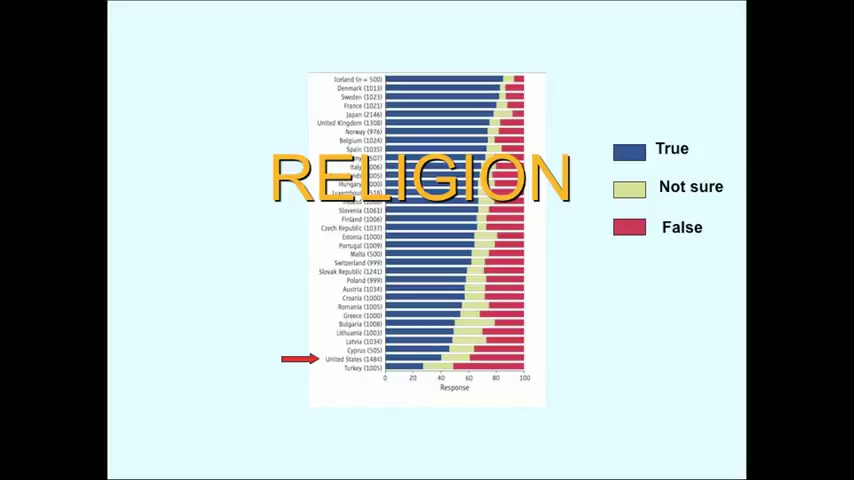 Iceland (n = 500)
Denmark (1013)
Sweden (1023)
France (1021)
Japan (2146)
United Kingdom (1308)
Norway (976)
Belgium (1024)
Spain (1035)
RELIGION
Hungary
Slovenia (1061)
Finland (1006)
Czech Republic (1037)
Estonia (1000)
Portugal (1009)
Malta (500)
Switzerland (999)
Slovak Republic (1241)
Poland (999)
Austria (1034)
Croatia (1000)
Romania (1005)
Greece (1000)
Bulgaria (1008)
Lithuania (1003)
Latvia (1034)
Cyprus (505)
United States (1484)
Turkey (1005)
0 20 40 60 80 100
Response
True
Not sure
False